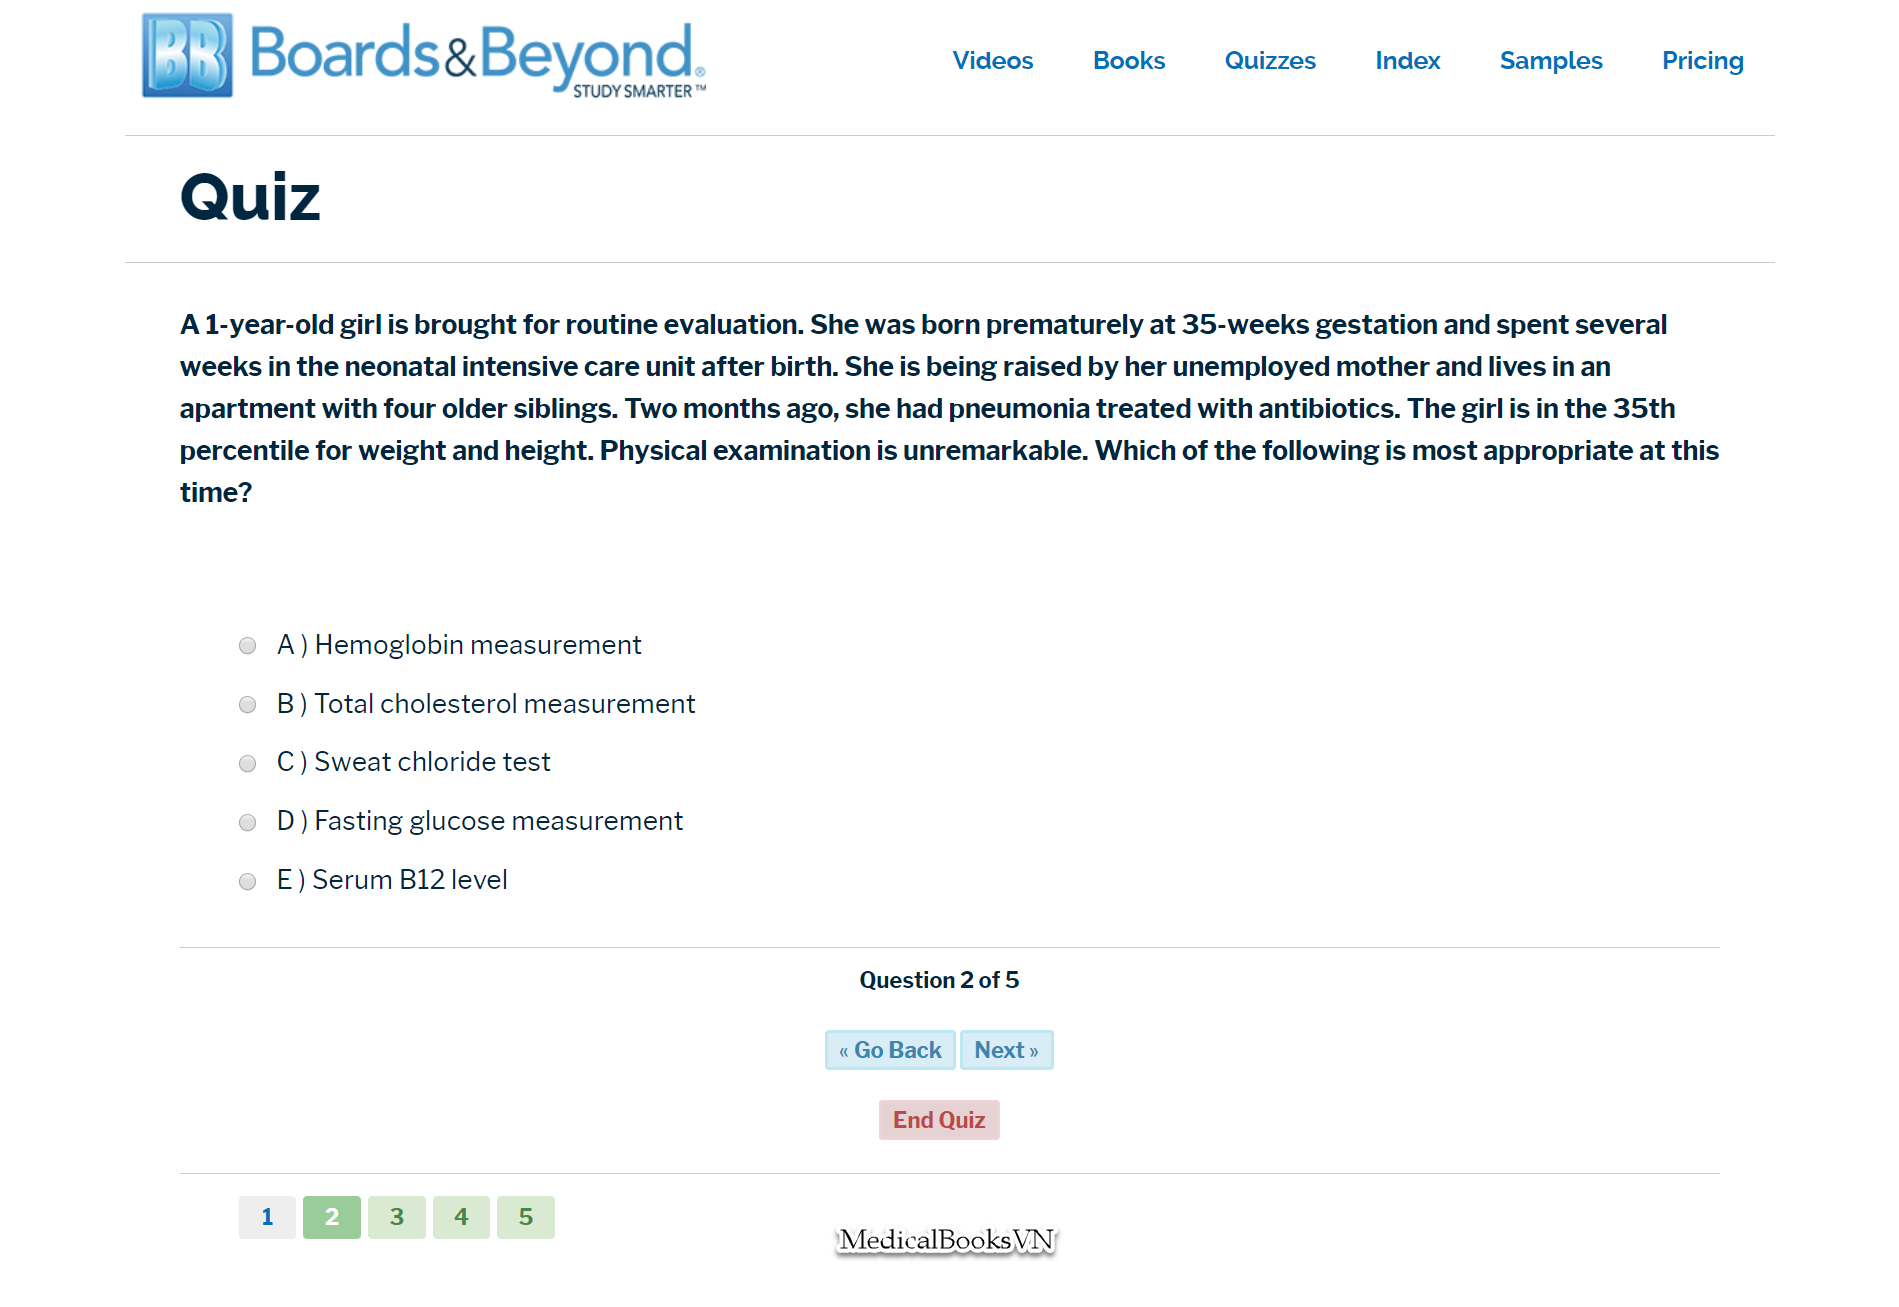 BB Boards&Beyond®
STUDY SMARTER™
Videos Books Quizzes Index Samples Pricing
Quiz
A 1-year-old girl is brought for routine evaluation. She was born prematurely at 35-weeks gestation and spent several
weeks in the neonatal intensive care unit after birth. She is being raised by her unemployed mother and lives in an
apartment with four older siblings. Two months ago, she had pneumonia treated with antibiotics. The girl is in the 35th
percentile for weight and height. Physical examination is unremarkable. Which of the following is most appropriate at this
time?
A ) Hemoglobin measurement
B ) Total cholesterol measurement
C ) Sweat chloride test
D ) Fasting glucose measurement
E ) Serum B12 level
Question 2 of 5
« Go Back Next »
End Quiz
1 2 3 4 5
MedicalBooksVN